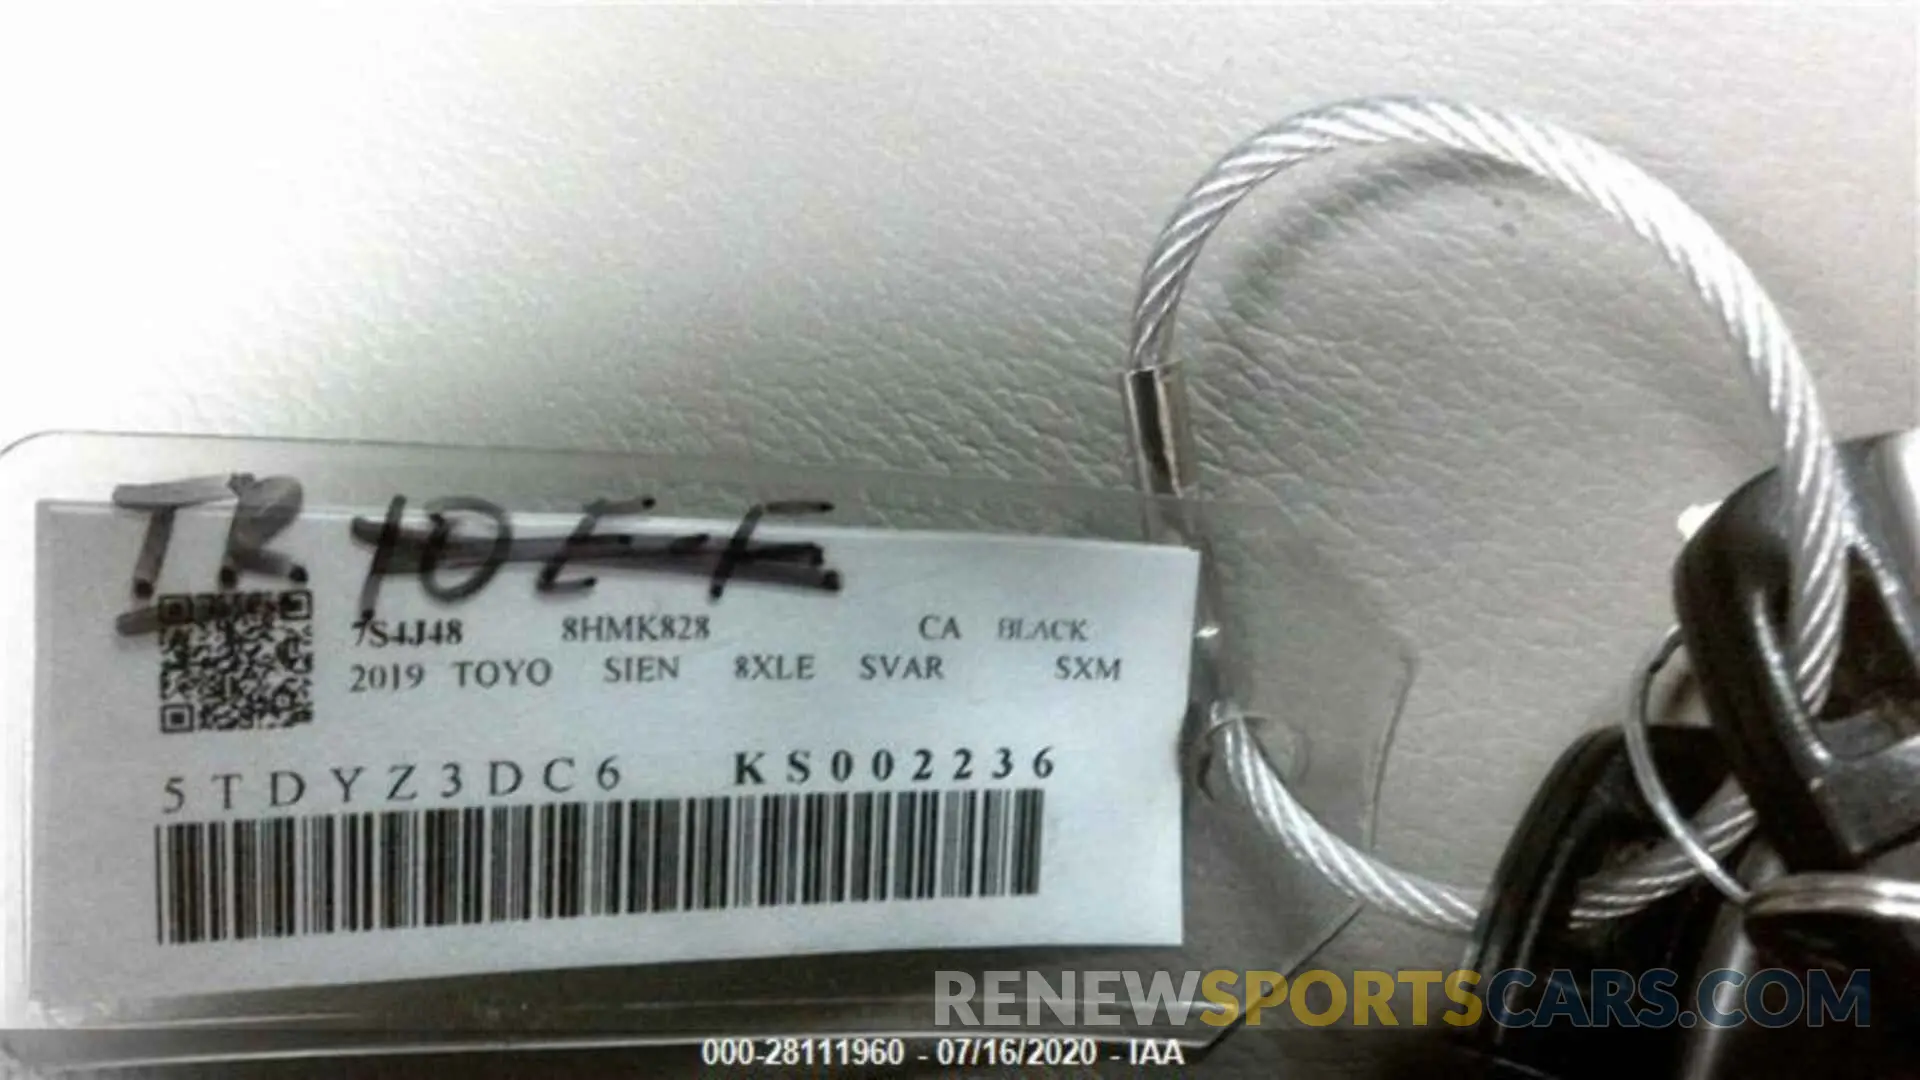 TR 10 E-F
7S4J48 8HMK828 CA BLACK
2019 TOYO SIEN 8XLE SVAR SXM
5TDYZ3DC6 KS002236
RENEWSPORTSCARS.COM
000-28111960 - 07/16/2020 - IAA